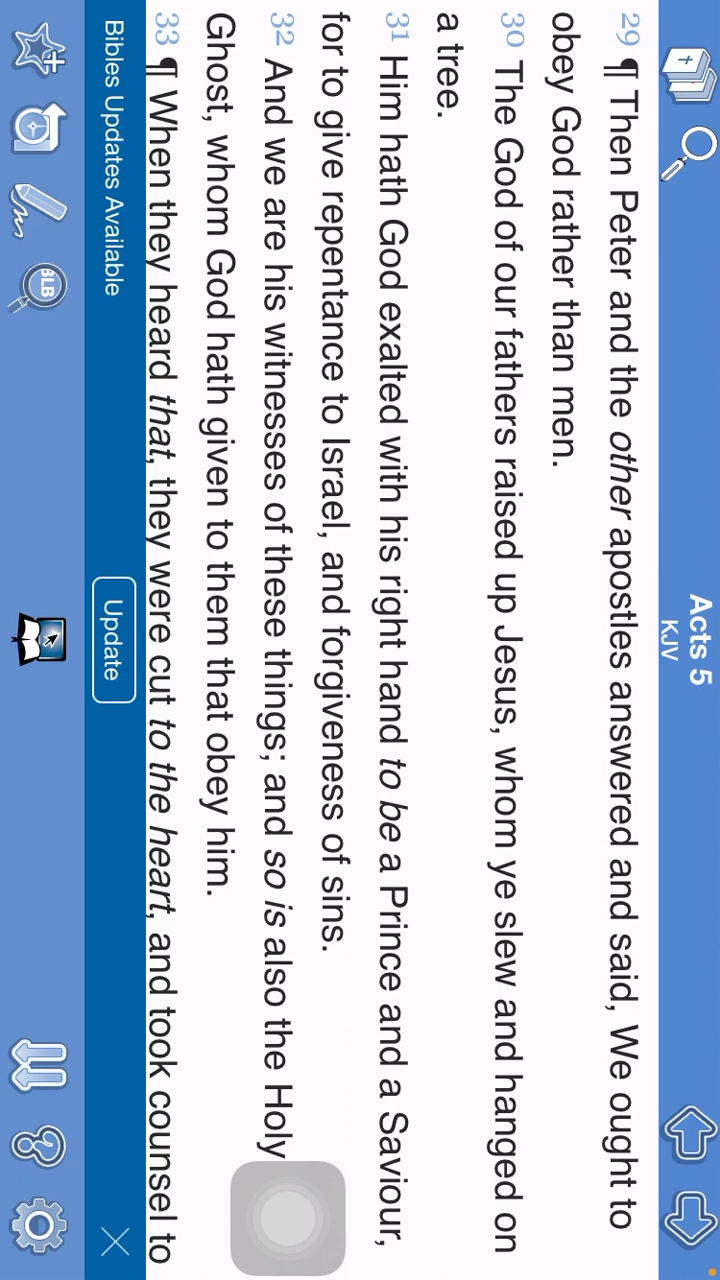 Acts 5
KJV
29 ¶ Then Peter and the other apostles answered and said, We ought to
obey God rather than men.
30 The God of our fathers raised up Jesus, whom ye slew and hanged on
a tree.
31 Him hath God exalted with his right hand to be a Prince and a Saviour,
for to give repentance to Israel, and forgiveness of sins.
32 And we are his witnesses of these things; and so is also the Holy
Ghost, whom God hath given to them that obey him.
33 ¶ When they heard that, they were cut to the heart, and took counsel to
Bibles Updates Available
Update
BLB